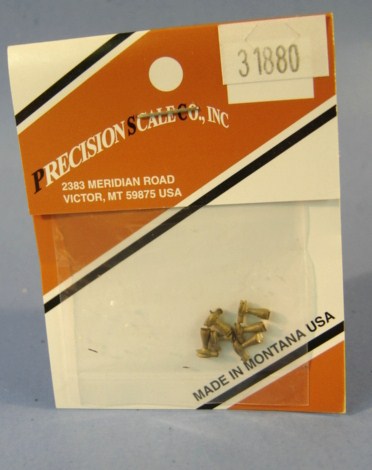 31880
PRECISION SCALE CO., INC
2383 MERIDIAN ROAD
VICTOR, MT 59875 USA
MADE IN MONTANA USA